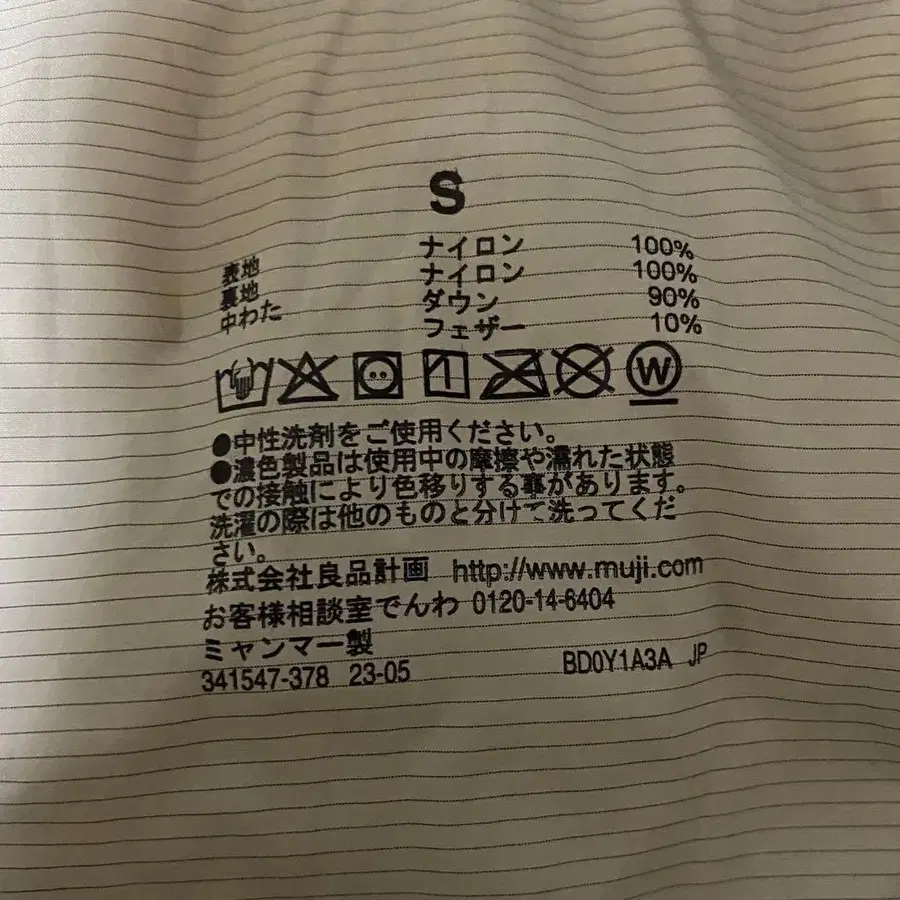 S
表地 ナイロン 100%
裏地 ナイロン 100%
中わた ダウン 90%
フェザー 10%
W
●中性洗剤をご使用ください。
●濃色製品は使用中の摩擦や濡れた状態
での接触により色移りする事があります。
洗濯の際は他のものと分けて洗ってくだ
さい。
株式会社良品計画 http://www.muji.com
お客様相談室でんわ 0120-14-6404
ミャンマー製
341547-378 23-05 BD0Y1A3A JP